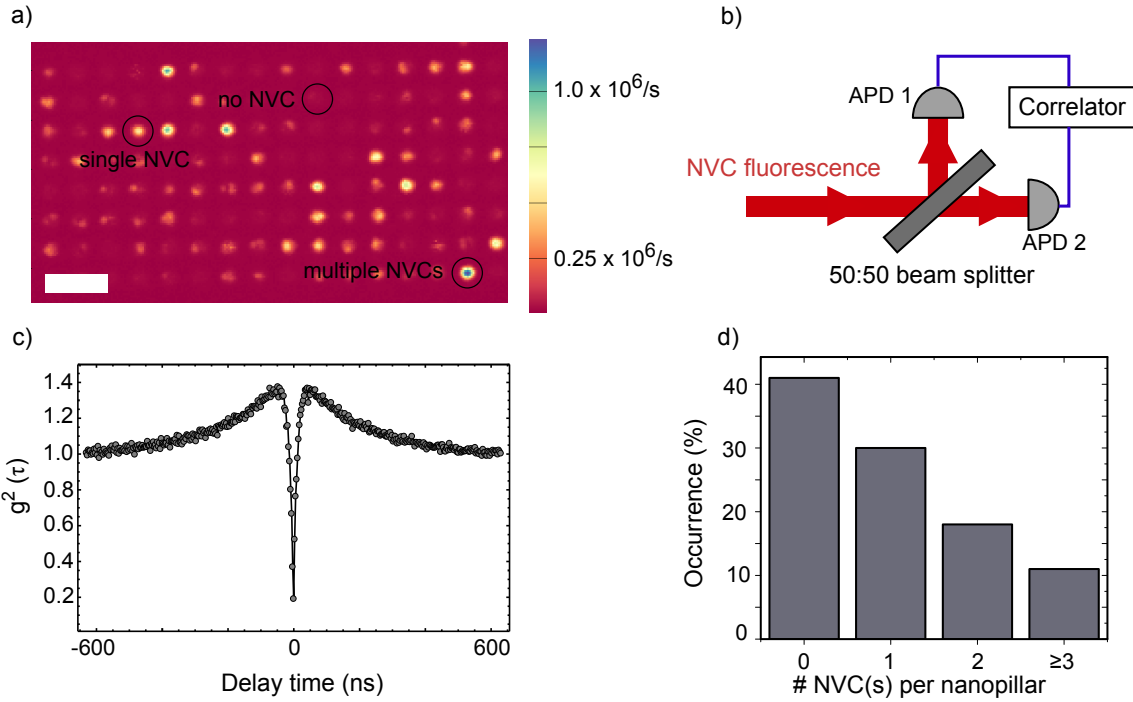 a)
no NVC
single NVC
multiple NVCs
1.0 x 10⁶/s
0.25 x 10⁶/s
b)
APD 1
Correlator
NVC fluorescence
APD 2
50:50 beam splitter
c)
g² (τ)
1.4
1.2
1.0
0.8
0.6
0.4
0.2
-600
0
600
Delay time (ns)
d)
Occurrence (%)
40
30
20
10
0
0
1
2
≥3
# NVC(s) per nanopillar